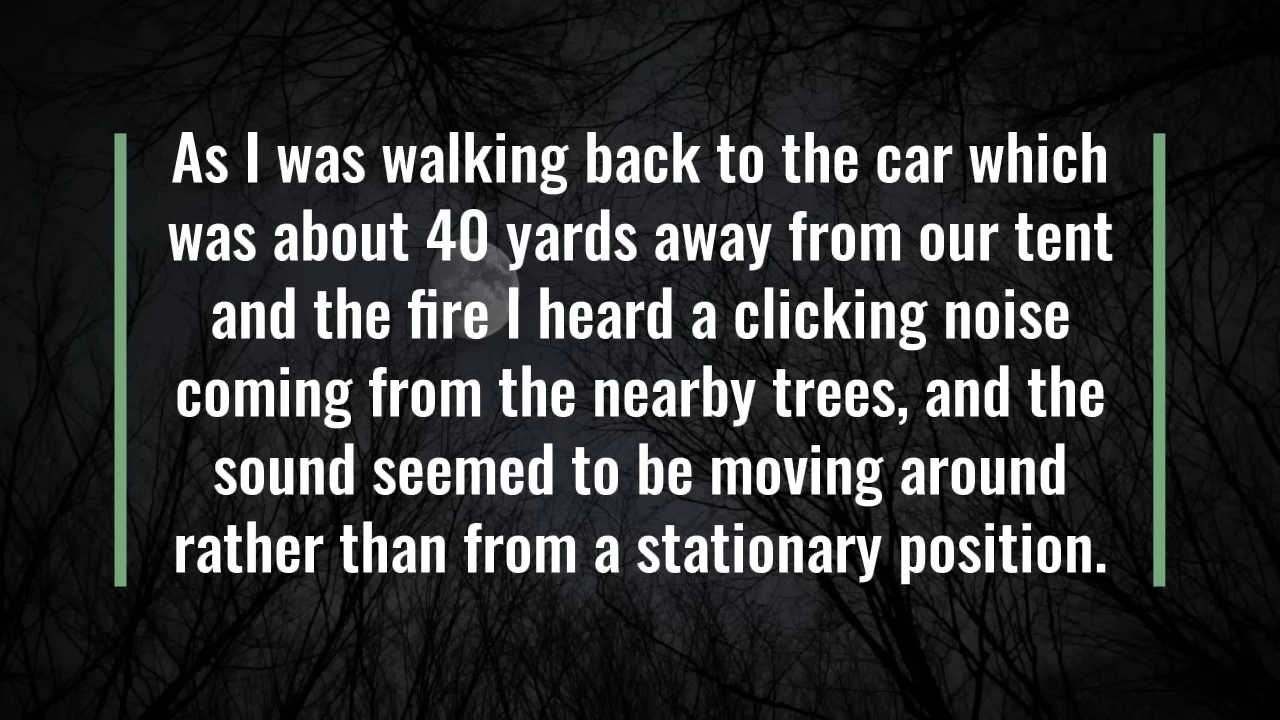 As I was walking back to the car which
was about 40 yards away from our tent
and the fire I heard a clicking noise
coming from the nearby trees, and the
sound seemed to be moving around
rather than from a stationary position.